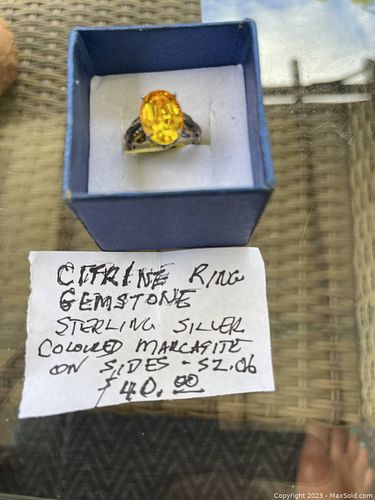 CITRINE RING
GEMSTONE
STERLING SILVER
COLOURED MARCASITE
ON SIDES - SZ.06
$40.00
Copyright 2023 - MaxSold.com